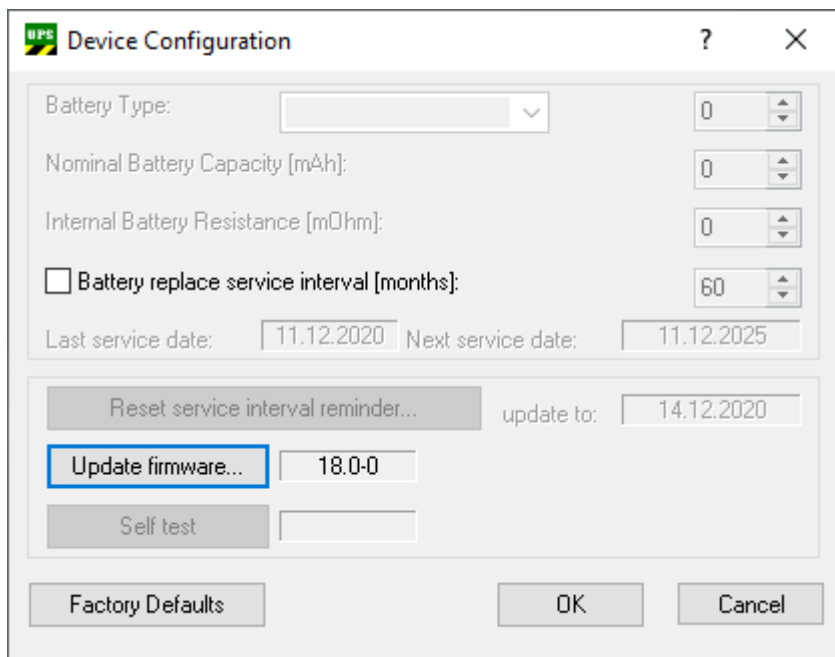 UPS Device Configuration ? ×
Battery Type: 0
Nominal Battery Capacity [mAh]: 0
Internal Battery Resistance [mOhm]: 0
Battery replace service interval [months]: 60
Last service date: 11.12.2020 Next service date: 11.12.2025
Reset service interval reminder... update to: 14.12.2020
Update firmware... 18.0-0
Self test
Factory Defaults OK Cancel